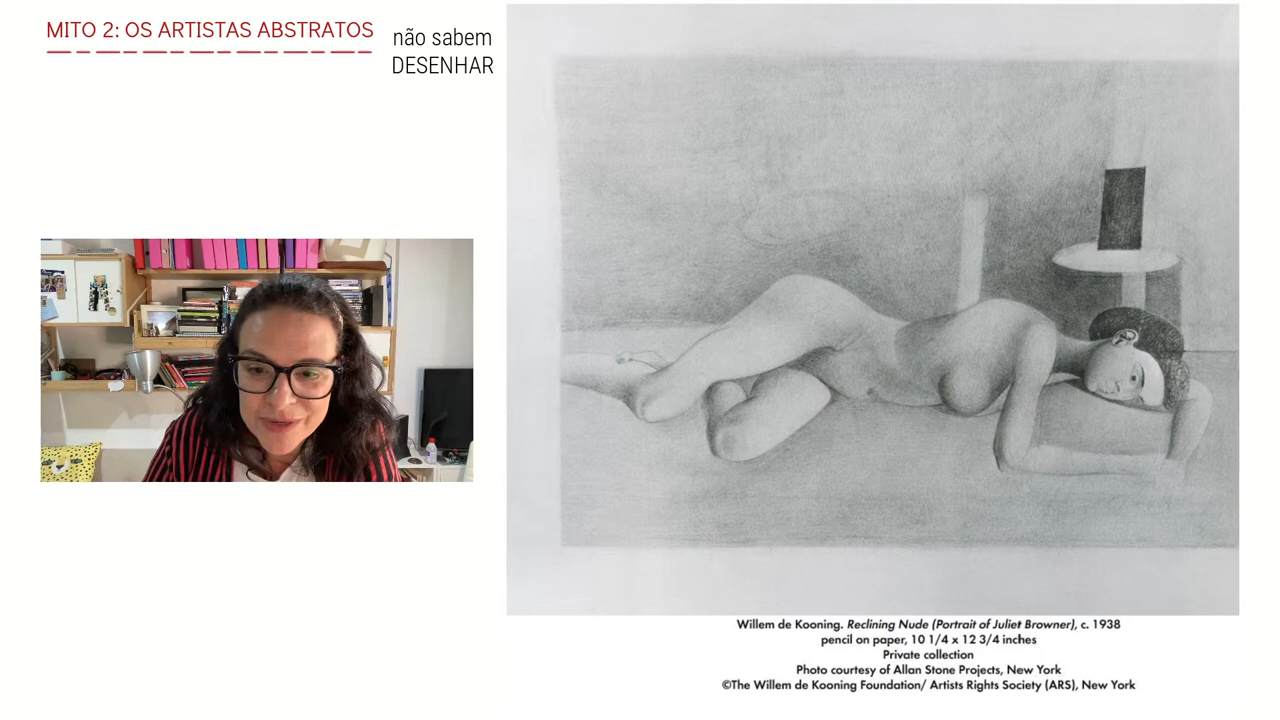 MITO 2: OS ARTISTAS ABSTRATOS
não sabem
DESENHAR
Willem de Kooning. Reclining Nude (Portrait of Juliet Browner), c. 1938
pencil on paper, 10 1/4 x 12 3/4 inches
Private collection
Photo courtesy of Allan Stone Projects, New York
©The Willem de Kooning Foundation/ Artists Rights Society (ARS), New York